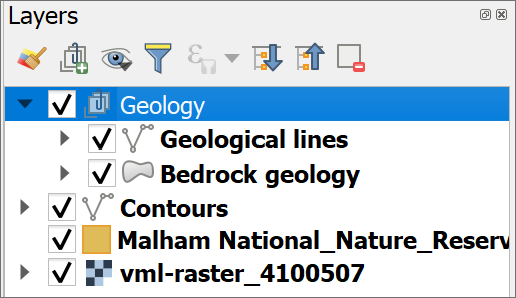 Layers
Geology
Geological lines
Bedrock geology
Contours
Malham National_Nature_Reserv
vml-raster_4100507